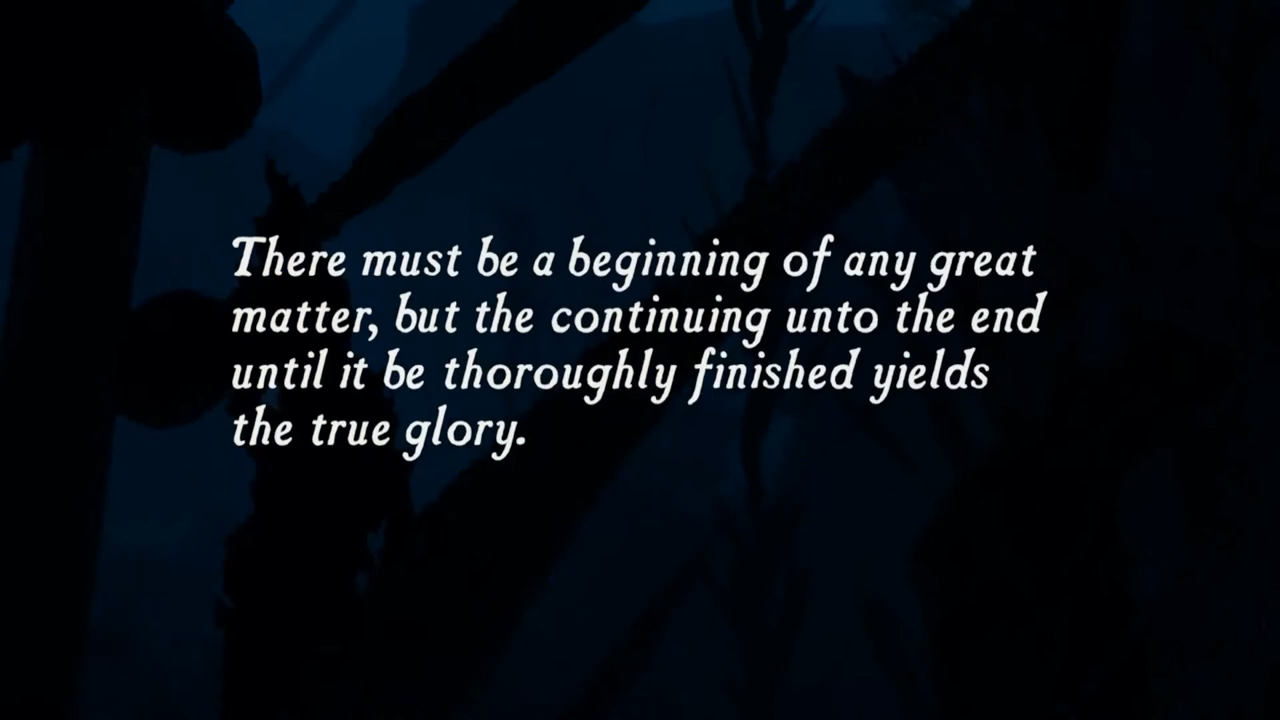 There must be a beginning of any great
matter, but the continuing unto the end
until it be thoroughly finished yields
the true glory.